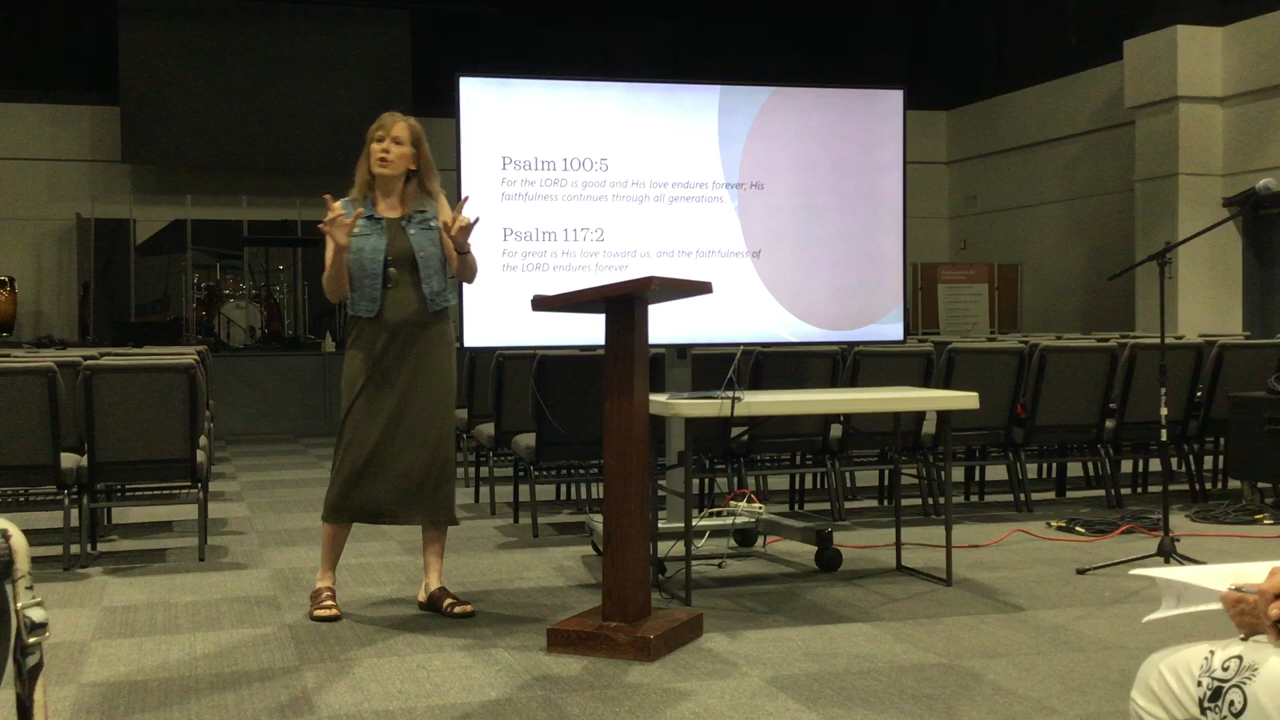 Psalm 100:5
For the LORD is good and His love endures forever; His
faithfulness continues through all generations.
Psalm 117:2
For great is His love toward us, and the faithfulness of
the LORD endures forever